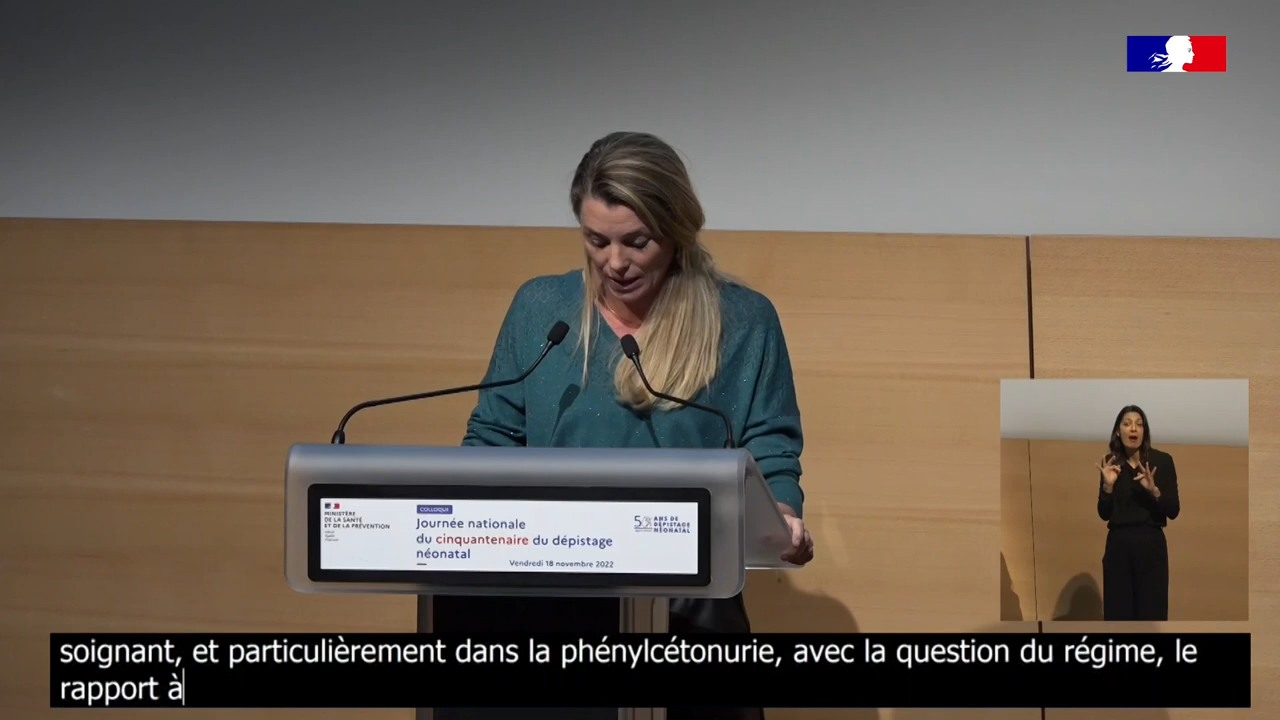 MINISTÈRE
DE LA SANTÉ
ET DE LA PRÉVENTION
COLLOQUE
Journée nationale
du cinquantenaire du dépistage
néonatal
Vendredi 18 novembre 2022
50 ANS DE
DÉPISTAGE
NÉONATAL
soignant, et particulièrement dans la phénylcétonurie, avec la question du régime, le
rapport à